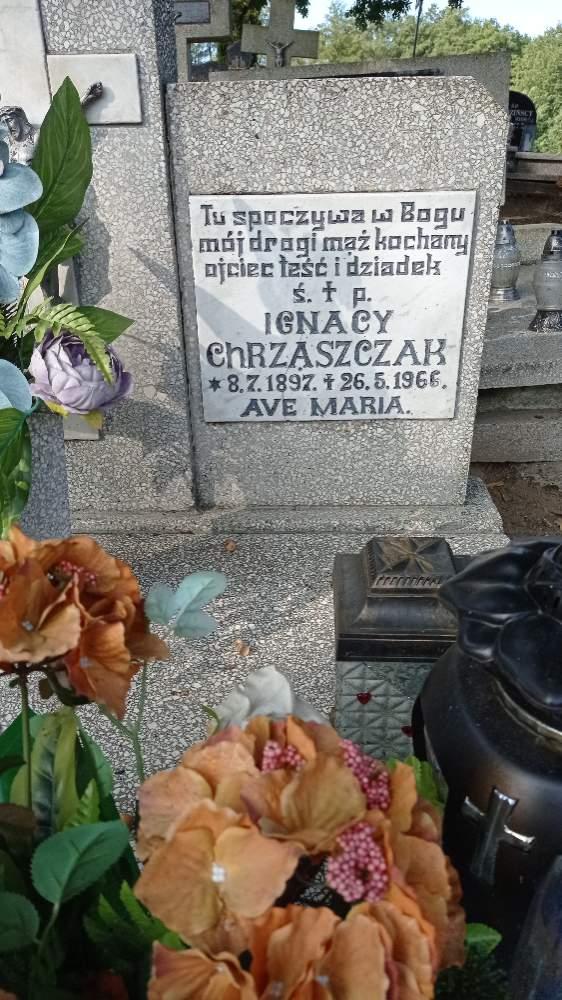 Tu spoczywa w Bogu
mój drogi mąż kochany
ojciec teść i dziadek
ś. † p.
IGNACY
ChRZĄSZCZAK
* 8.7.1897. † 26.5.1966.
AVE MARIA.